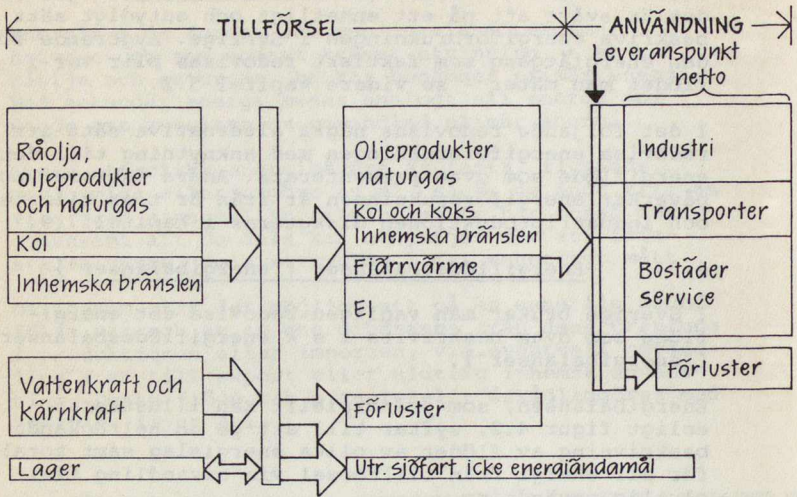 TILLFÖRSEL
ANVÄNDNING
Leveranspunkt
netto
Råolja,
oljeprodukter
och naturgas
Kol
Inhemska bränslen
Vattenkraft och
kärnkraft
Lager
Oljeprodukter
naturgas
Kol och koks
Inhemska bränslen
Fjärrvärme
El
Förluster
Utr. sjöfart, icke energiändamål
Industri
Transporter
Bostäder
service
Förluster